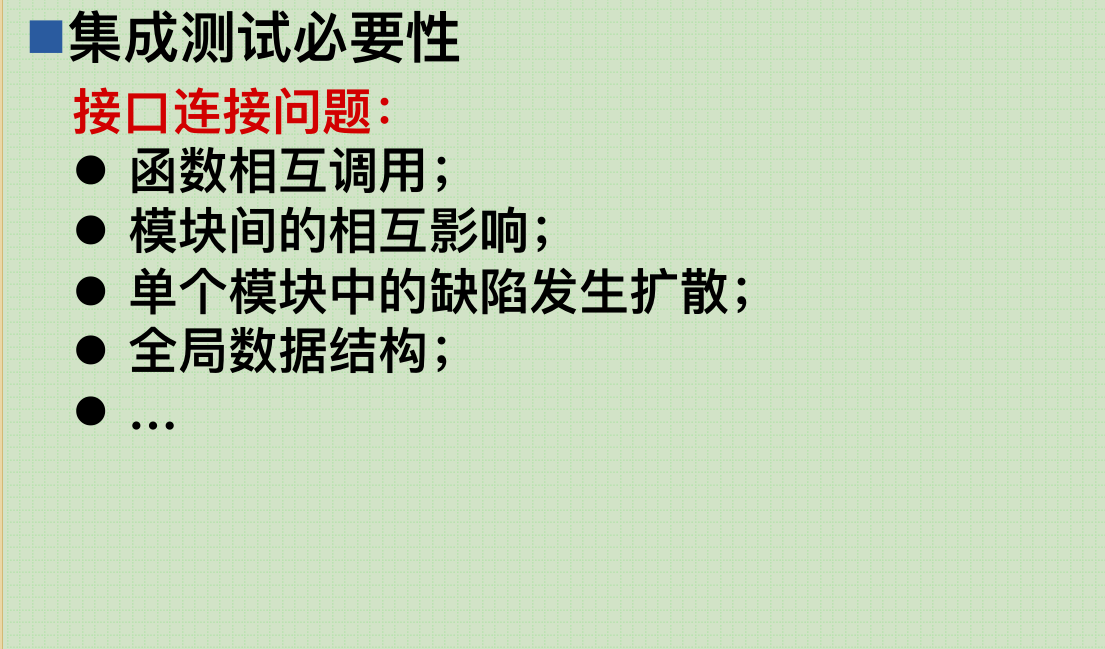 集成测试必要性
接口连接问题：
● 函数相互调用；
● 模块间的相互影响；
● 单个模块中的缺陷发生扩散；
● 全局数据结构；
● …